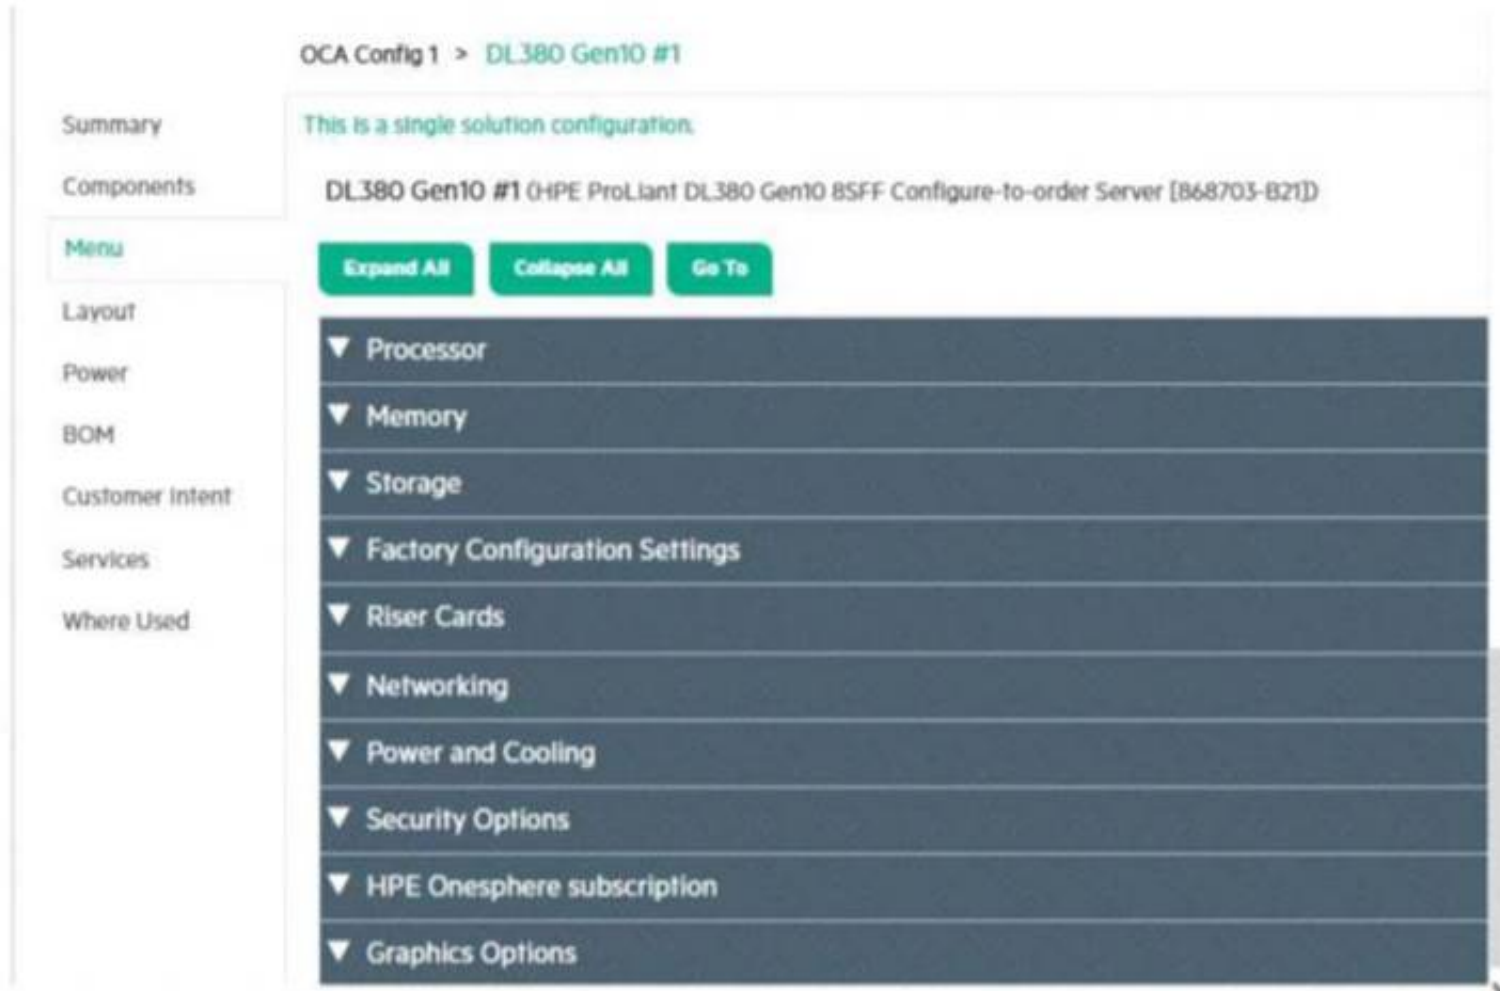 OCA Config 1 > DL380 Gen10 #1
Summary
Components
Menu
Layout
Power
BOM
Customer Intent
Services
Where Used
This is a single solution configuration.
DL380 Gen10 #1 (HPE ProLiant DL380 Gen10 8SFF Configure-to-order Server [868703-B21])
Expand All Collapse All Go To
Processor
Memory
Storage
Factory Configuration Settings
Riser Cards
Networking
Power and Cooling
Security Options
HPE Onesphere subscription
Graphics Options